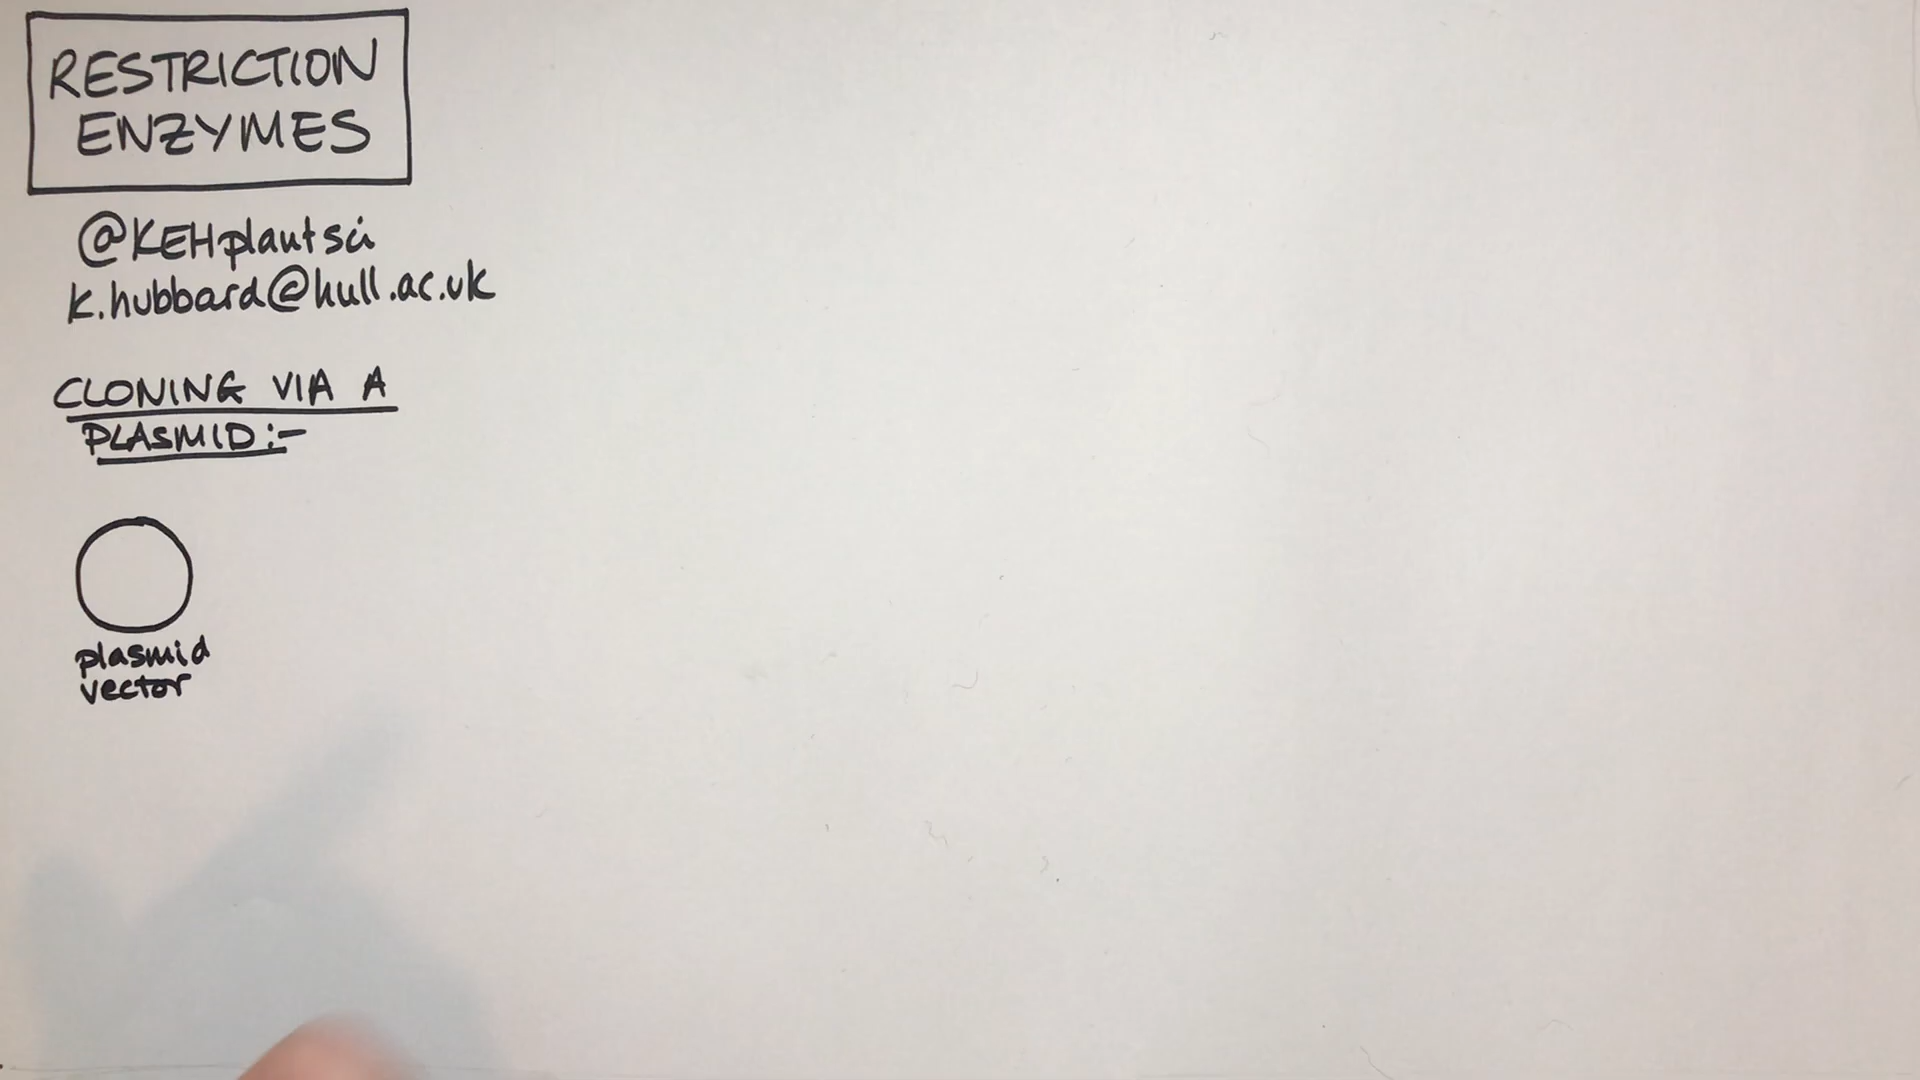 RESTRICTION
ENZYMES
@KEHplantsci
k.hubbard@hull.ac.uk
CLONING VIA A
PLASMID:-
plasmid
vector